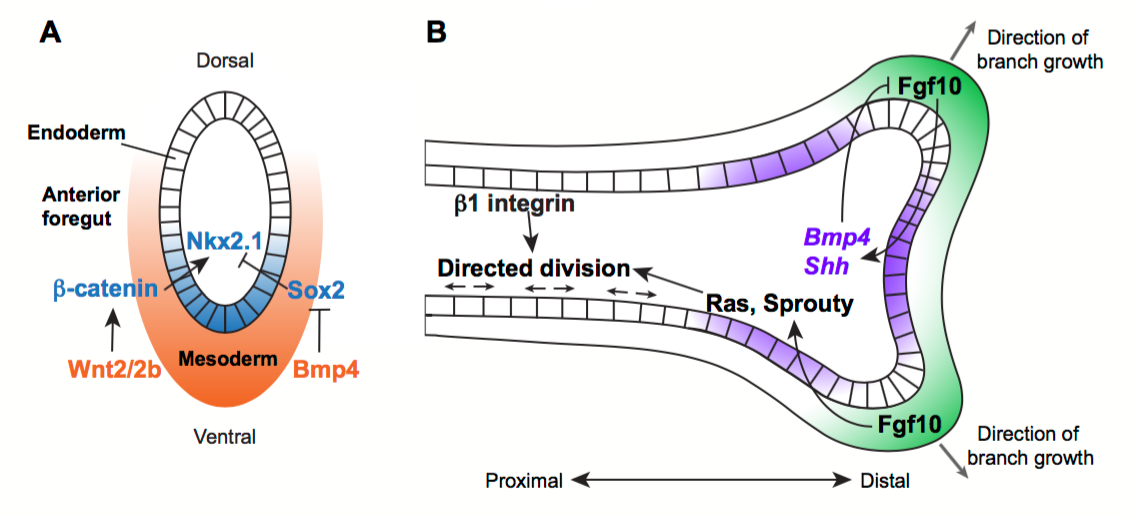 A
Dorsal
Endoderm
Anterior
foregut
Nkx2.1
β-catenin
Sox2
Wnt2/2b
Mesoderm
Bmp4
Ventral
B
Direction of
branch growth
Fgf10
β1 integrin
Bmp4
Shh
Directed division
Ras, Sprouty
Fgf10
Direction of
branch growth
Proximal
Distal